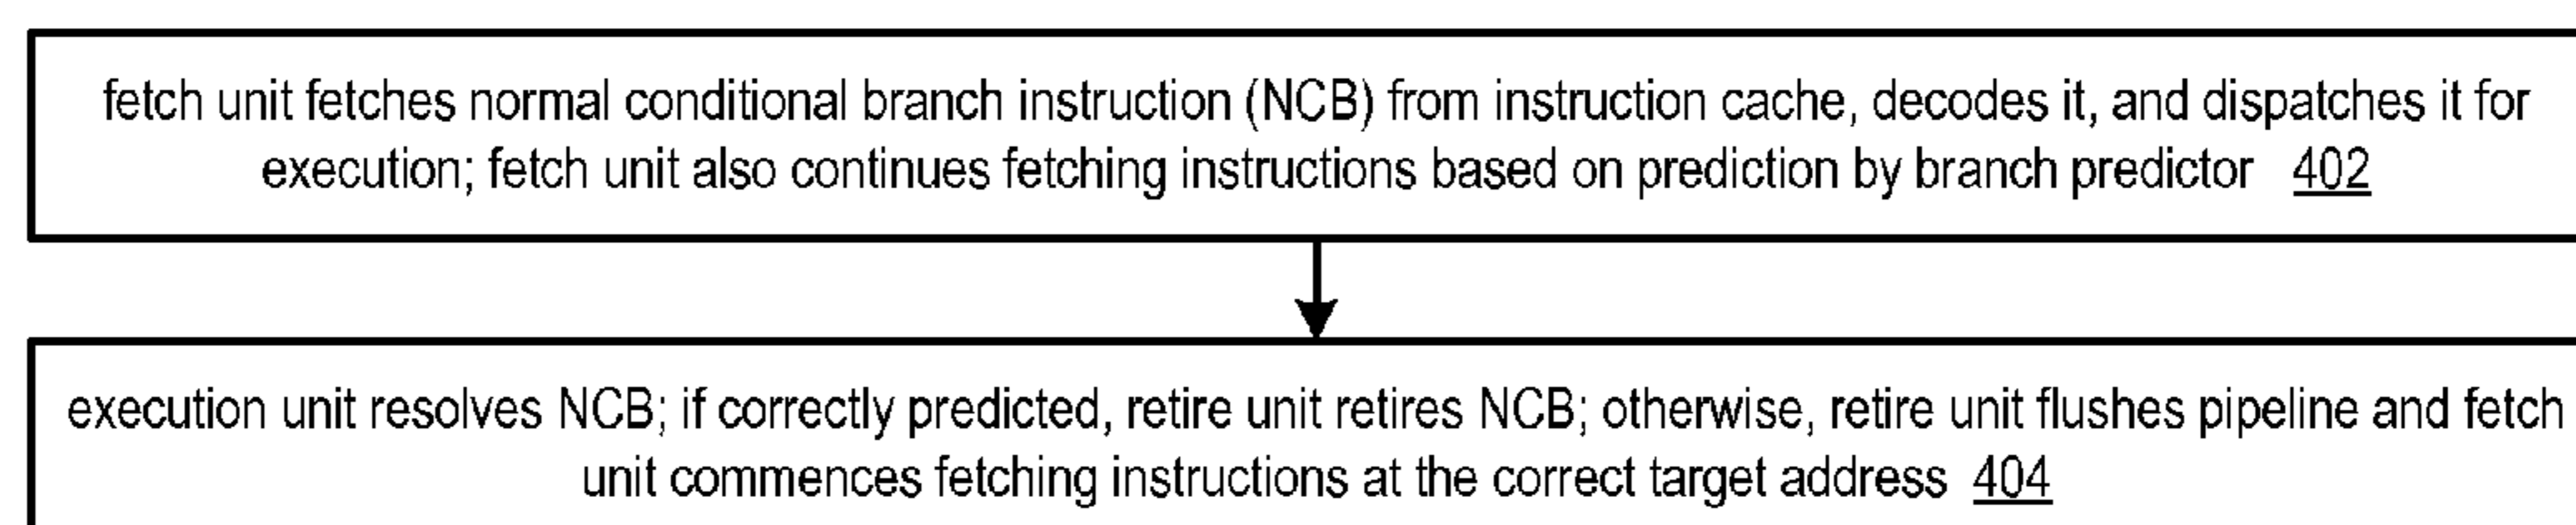 fetch unit fetches normal conditional branch instruction (NCB) from instruction cache, decodes it, and dispatches it for
execution; fetch unit also continues fetching instructions based on prediction by branch predictor 402
execution unit resolves NCB; if correctly predicted, retire unit retires NCB; otherwise, retire unit flushes pipeline and fetch
unit commences fetching instructions at the correct target address 404